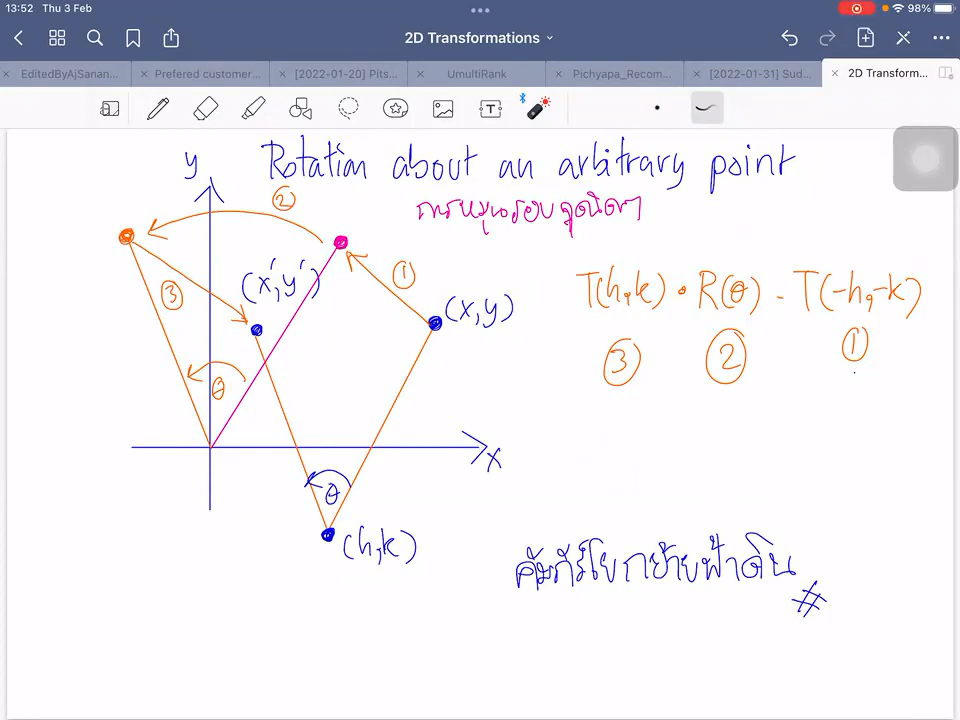 13:52 Thu 3 Feb
98%
2D Transformations
EditedByAjSanan...
Prefered customer...
[2022-01-20] Pits...
UmultiRank
Pichyapa_Recom...
[2022-01-31] Sud...
2D Transform...
y
Rotation about an arbitrary point
การหมุนรอบจุดใดๆ
②
(x',y')
①
(x,y)
③
θ
T(h,k) • R(θ) - T(-h,-k)
③ ② ①
x
θ
(h,k)
คัมภีร์โยกย้ายฟ้าดิน
#